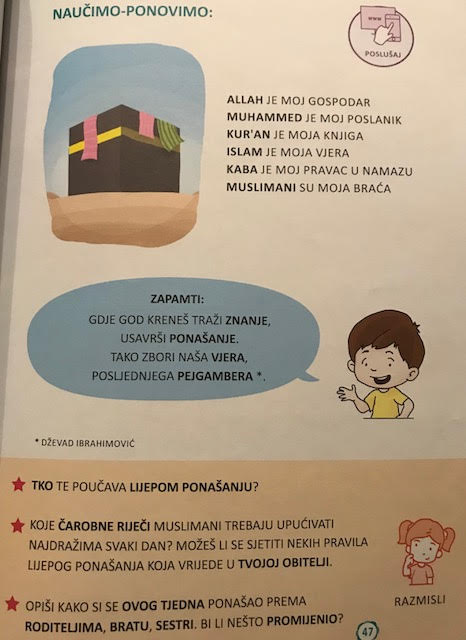 NAUČIMO-PONOVIMO:
www
POSLUŠAJ
ALLAH JE MOJ GOSPODAR
MUHAMMED JE MOJ POSLANIK
KUR'AN JE MOJA KNJIGA
ISLAM JE MOJA VJERA
KABA JE MOJ PRAVAC U NAMAZU
MUSLIMANI SU MOJA BRAĆA
ZAPAMTI:
GDJE GOD KRENEŠ TRAŽI ZNANJE,
USAVRŠI PONAŠANJE.
TAKO ZBORI NAŠA VJERA,
POSLJEDNJEGA PEJGAMBERA *.
* DŽEVAD IBRAHIMOVIĆ
TKO TE POUČAVA LIJEPOM PONAŠANJU?
KOJE ČAROBNE RIJEČI MUSLIMANI TREBAJU UPUĆIVATI
NAJDRAŽIMA SVAKI DAN? MOŽEŠ LI SE SJETITI NEKIH PRAVILA
LIJEPOG PONAŠANJA KOJA VRIJEDE U TVOJOJ OBITELJI.
RAZMISLI
OPIŠI KAKO SI SE OVOG TJEDNA PONAŠAO PREMA
RODITELJIMA, BRATU, SESTRI. BI LI NEŠTO PROMIJENIO?
47